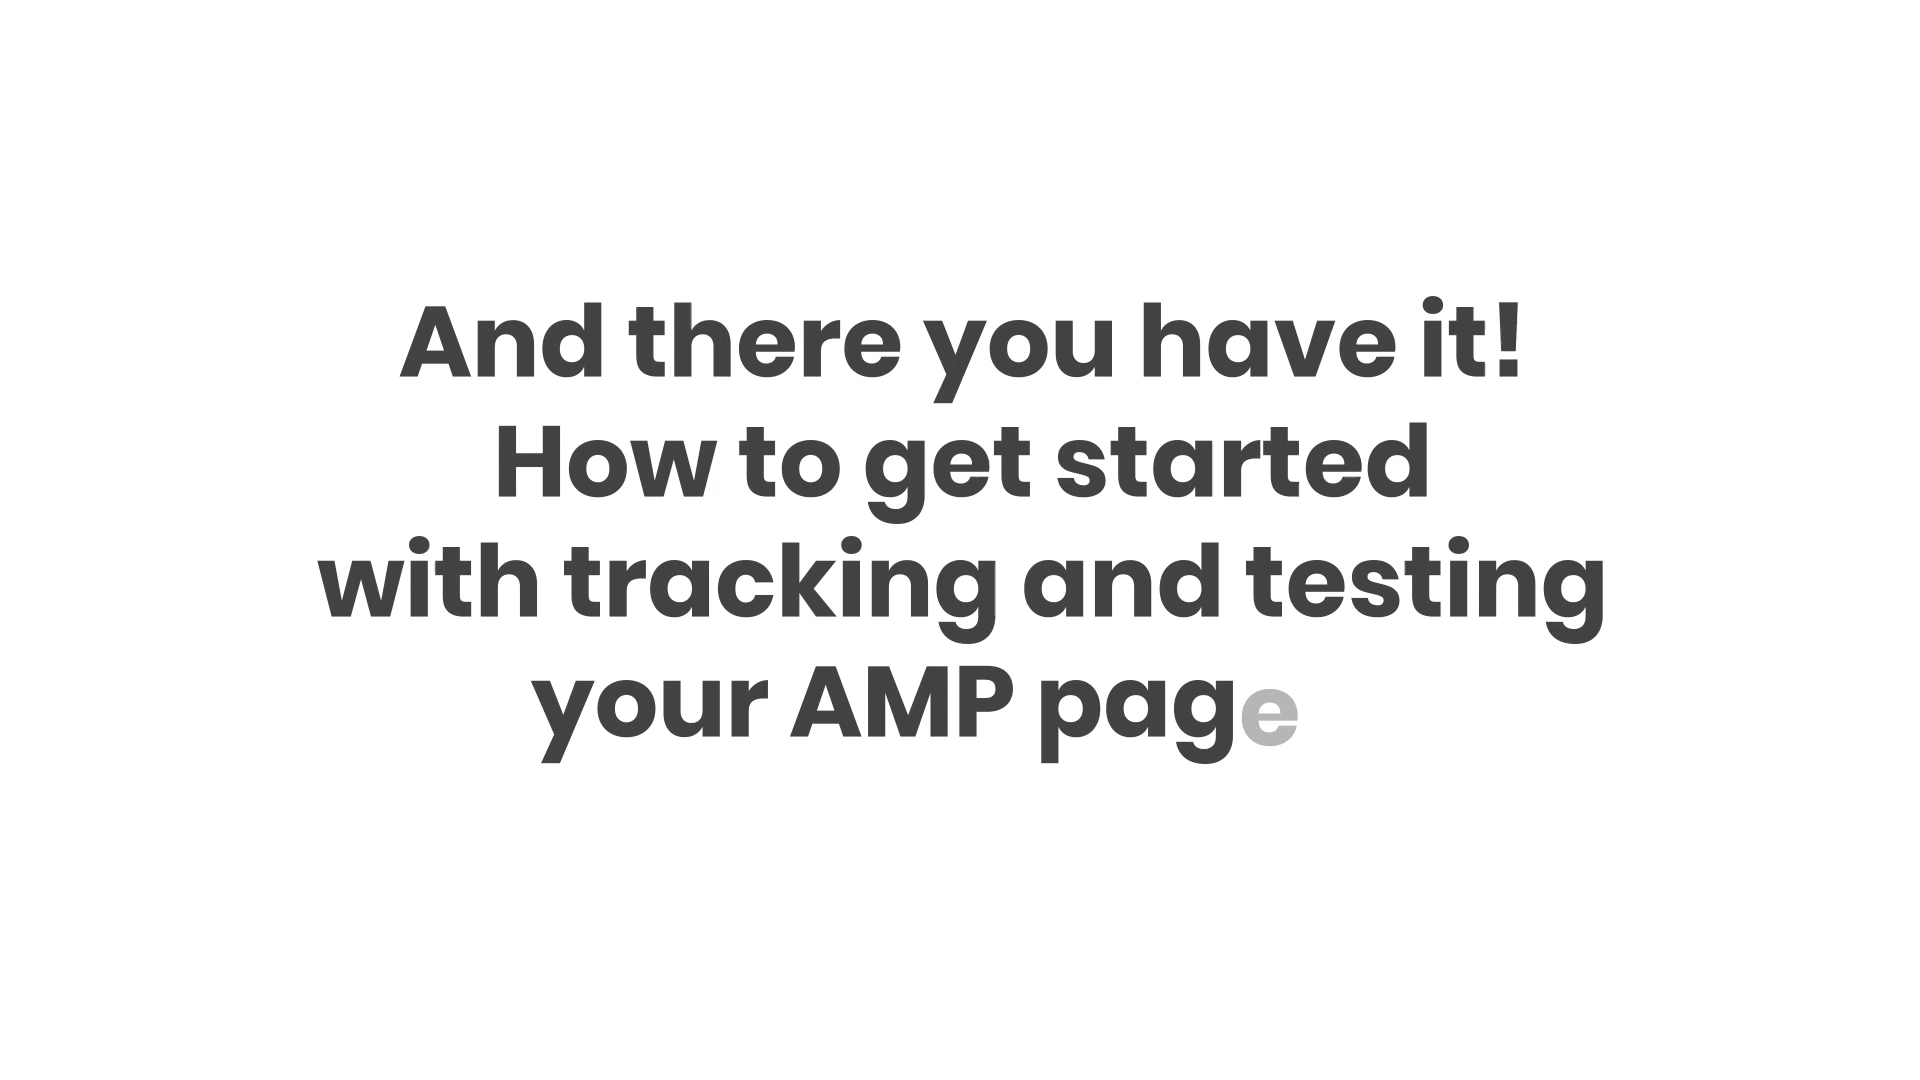 And there you have it!
How to get started
with tracking and testing
your AMP page